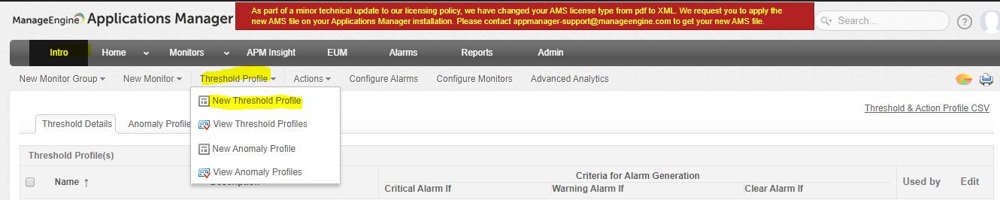 ManageEngine Applications Manager
As part of a minor technical update to our licensing policy, we have changed your AMS license type from pdf to XML. We request you to apply the
new AMS file on your Applications Manager installation. Please contact appmanager-support@manageengine.com to get your new AMS file.
Search...
?
Intro Home Monitors APM Insight EUM Alarms Reports Admin
New Monitor Group New Monitor Threshold Profile Actions Configure Alarms Configure Monitors Advanced Analytics
New Threshold Profile
View Threshold Profiles
New Anomaly Profile
View Anomaly Profiles
Threshold & Action Profile CSV
Threshold Details Anomaly Profile
Threshold Profile(s)
Name ↑
Criteria for Alarm Generation
Critical Alarm If Warning Alarm If Clear Alarm If
Used by Edit